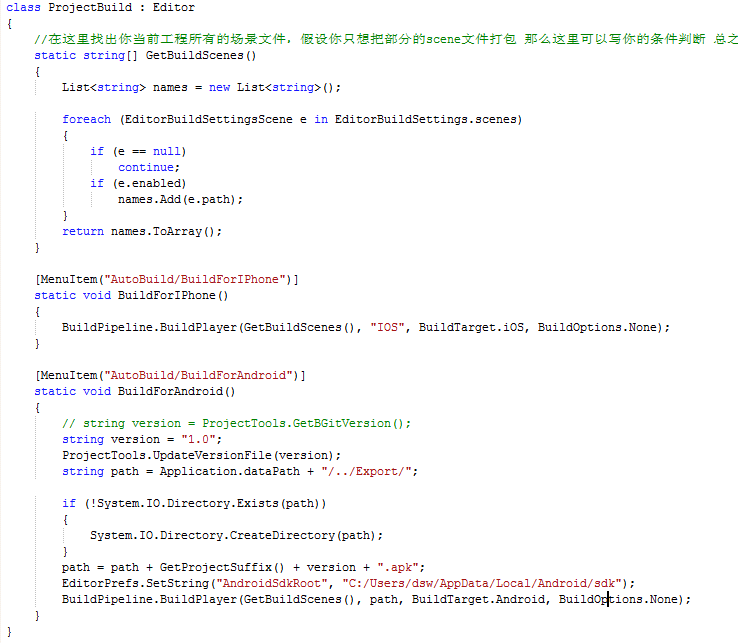 class ProjectBuild : Editor
{
    //在这里找出你当前工程所有的场景文件，假设你只想把部分的scene文件打包 那么这里可以写你的条件判断 总之
    static string[] GetBuildScenes()
    {
        List<string> names = new List<string>();

        foreach (EditorBuildSettingsScene e in EditorBuildSettings.scenes)
        {
            if (e == null)
                continue;
            if (e.enabled)
                names.Add(e.path);
        }
        return names.ToArray();
    }

    [MenuItem("AutoBuild/BuildForIPhone")]
    static void BuildForIPhone()
    {
        BuildPipeline.BuildPlayer(GetBuildScenes(), "IOS", BuildTarget.iOS, BuildOptions.None);
    }

    [MenuItem("AutoBuild/BuildForAndroid")]
    static void BuildForAndroid()
    {
        // string version = ProjectTools.GetBGitVersion();
        string version = "1.0";
        ProjectTools.UpdateVersionFile(version);
        string path = Application.dataPath + "/../Export/";

        if (!System.IO.Directory.Exists(path))
        {
            System.IO.Directory.CreateDirectory(path);
        }
        path = path + GetProjectSuffix() + version + ".apk";
        EditorPrefs.SetString("AndroidSdkRoot", "C:/Users/dsw/AppData/Local/Android/sdk");
        BuildPipeline.BuildPlayer(GetBuildScenes(), path, BuildTarget.Android, BuildOptions.None);
    }
}